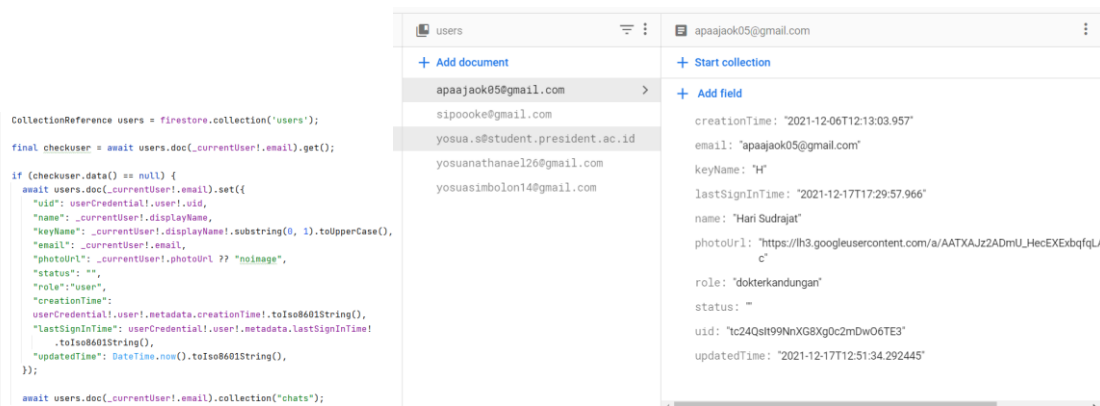 CollectionReference users = firestore.collection('users');
final checkuser = await users.doc(_currentUser!.email).get();
if (checkuser.data() == null) {
await users.doc(_currentUser!.email).set({
"uid": userCredential!.user!.uid,
"name": _currentUser!.displayName,
"keyName": _currentUser!.displayName!.substring(0, 1).toUpperCase(),
"email": _currentUser!.email,
"photoUrl": _currentUser!.photoUrl ?? "noimage",
"status": "",
"role":"user",
"creationTime":
userCredential!.user!.metadata.creationTime!.toIso8601String(),
"lastSignInTime": userCredential!.user!.metadata.lastSignInTime!
.toIso8601String(),
"updatedTime": DateTime.now().toIso8601String(),
});
await users.doc(_currentUser!.email).collection("chats");
users
+ Add document
apaajaok05@gmail.com
sipoooke@gmail.com
yosua.s@student.president.ac.id
yosuanathanael26@gmail.com
yosuasimbolon14@gmail.com
apaajaok05@gmail.com
+ Start collection
+ Add field
creationTime: "2021-12-06T12:13:03.957"
email: "apaajaok05@gmail.com"
keyName: "H"
lastSignInTime: "2021-12-17T17:29:57.966"
name: "Hari Sudrajat"
photoUrl: "https://lh3.googleusercontent.com/a/AATXAJz2ADmU_HecEXExbqfqL
c"
role: "dokterkandungan"
status: ""
uid: "tc24QsIt99NnXG8Xg0c2mDwO6TE3"
updatedTime: "2021-12-17T12:51:34.292445"